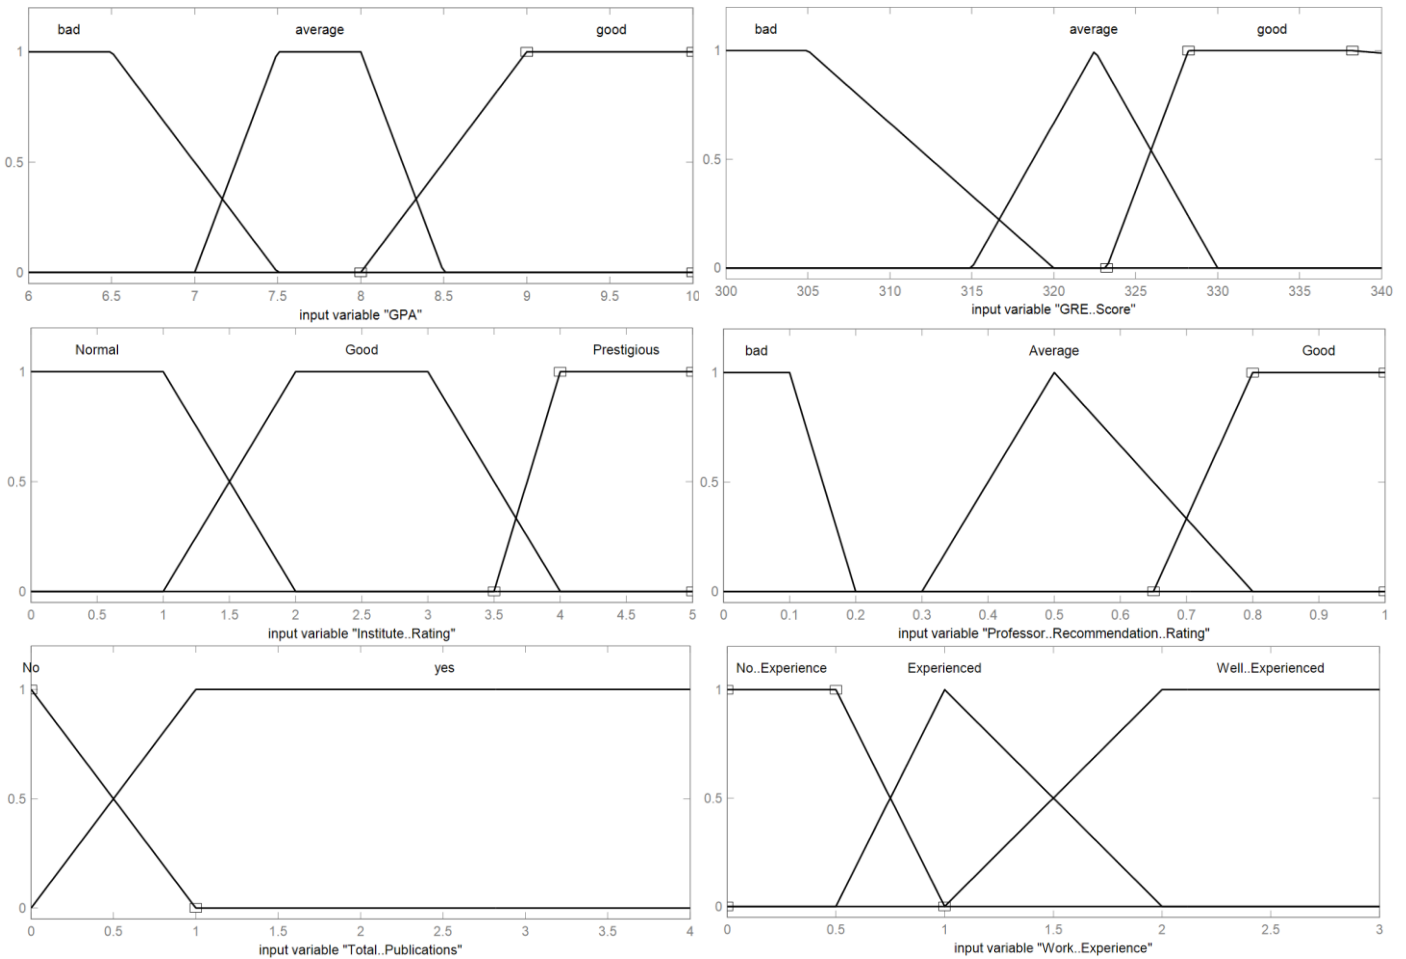 bad average good
1
0.5
0
6 6.5 7 7.5 8 8.5 9 9.5 10
input variable "GPA"
bad average good
1
0.5
0
300 305 310 315 320 325 330 335 340
input variable "GRE..Score"
Normal Good Prestigious
1
0.5
0
0 0.5 1 1.5 2 2.5 3 3.5 4 4.5 5
input variable "Institute..Rating"
bad Average Good
1
0.5
0
0 0.1 0.2 0.3 0.4 0.5 0.6 0.7 0.8 0.9 1
input variable "Professor..Recommendation..Rating"
No yes
1
0.5
0
0 0.5 1 1.5 2 2.5 3 3.5 4
input variable "Total..Publications"
No..Experience Experienced Well..Experienced
1
0.5
0
0 0.5 1 1.5 2 2.5 3
input variable "Work..Experience"